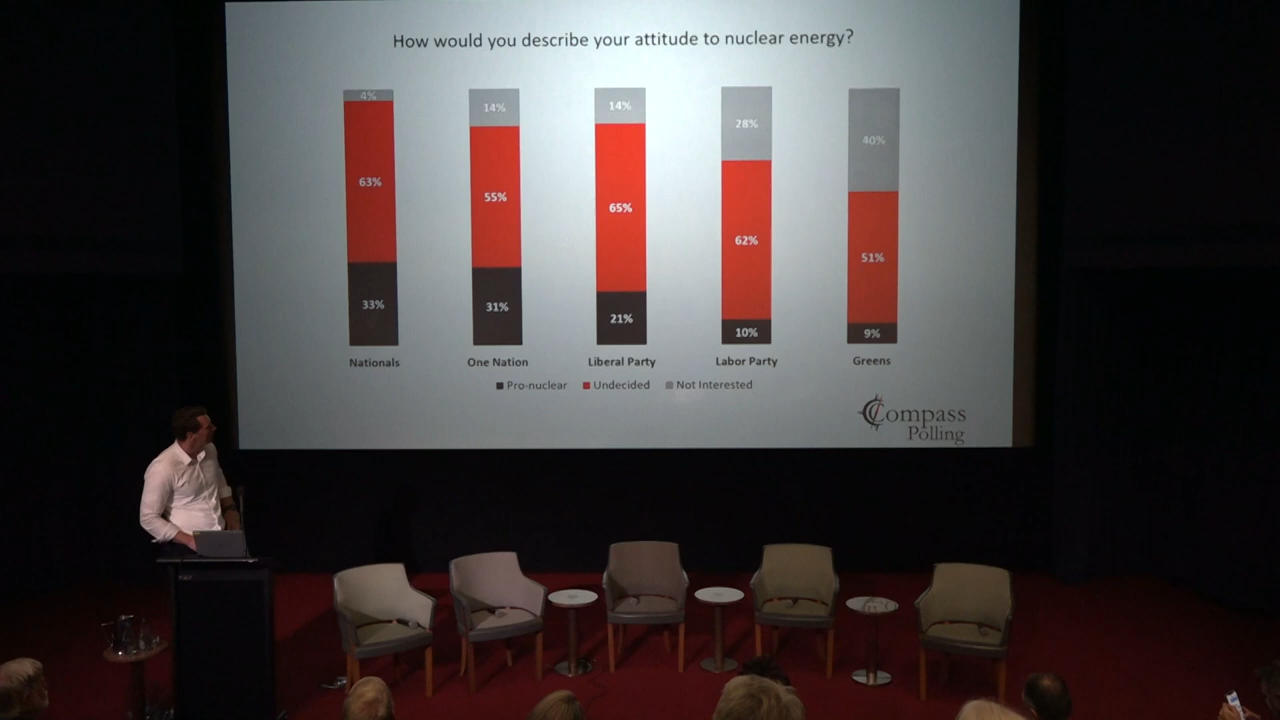 How would you describe your attitude to nuclear energy?
4% 14% 14% 28% 40%
63% 55% 65% 62% 51%
33% 31% 21% 10% 9%
Nationals One Nation Liberal Party Labor Party Greens
Pro-nuclear Undecided Not Interested
Compass
Polling